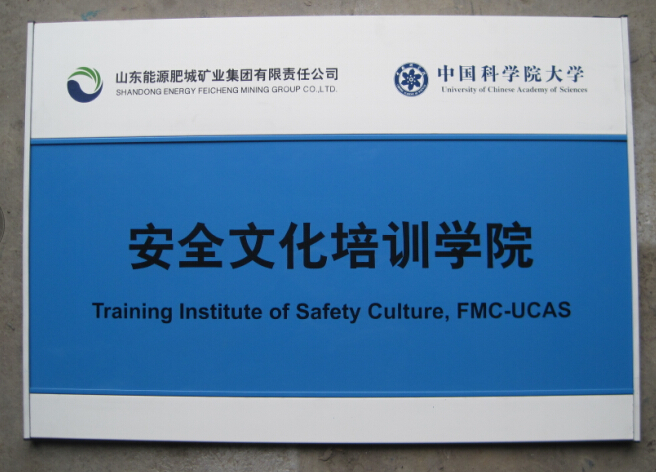 山东能源肥城矿业集团有限责任公司
SHANDONG ENERGY FEICHENG MINING GROUP CO.,LTD.
中国科学院大学
University of Chinese Academy of Sciences
安全文化培训学院
Training Institute of Safety Culture, FMC-UCAS